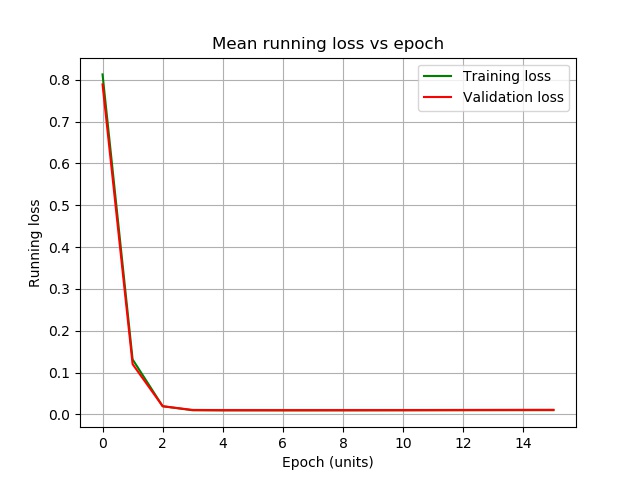 Mean running loss vs epoch
Training loss
Validation loss
Running loss
0.8
0.7
0.6
0.5
0.4
0.3
0.2
0.1
0.0
0 2 4 6 8 10 12 14
Epoch (units)